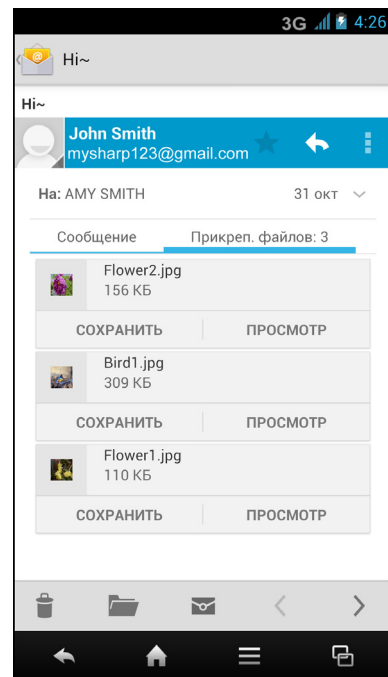 3G 4:26
Hi~
Hi~
John Smith
mysharp123@gmail.com
На: AMY SMITH 31 окт
Сообщение Прикреп. файлов: 3
Flower2.jpg
156 КБ
СОХРАНИТЬ ПРОСМОТР
Bird1.jpg
309 КБ
СОХРАНИТЬ ПРОСМОТР
Flower1.jpg
110 КБ
СОХРАНИТЬ ПРОСМОТР